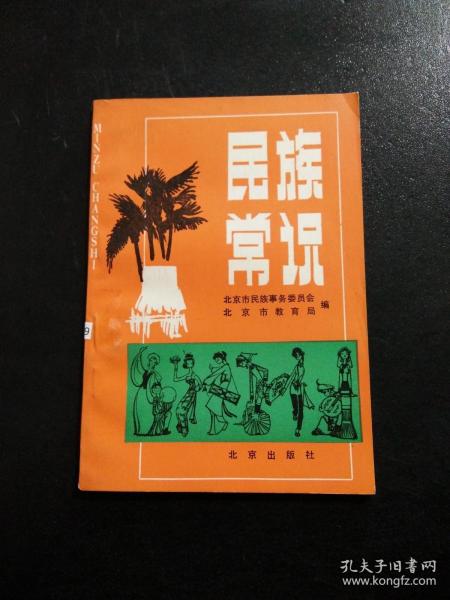 MINZU CHANGSHI
民族
常识
北京市民族事务委员会
北京市教育局
编
9
北京出版社
孔夫子旧书网
www.kongfz.com